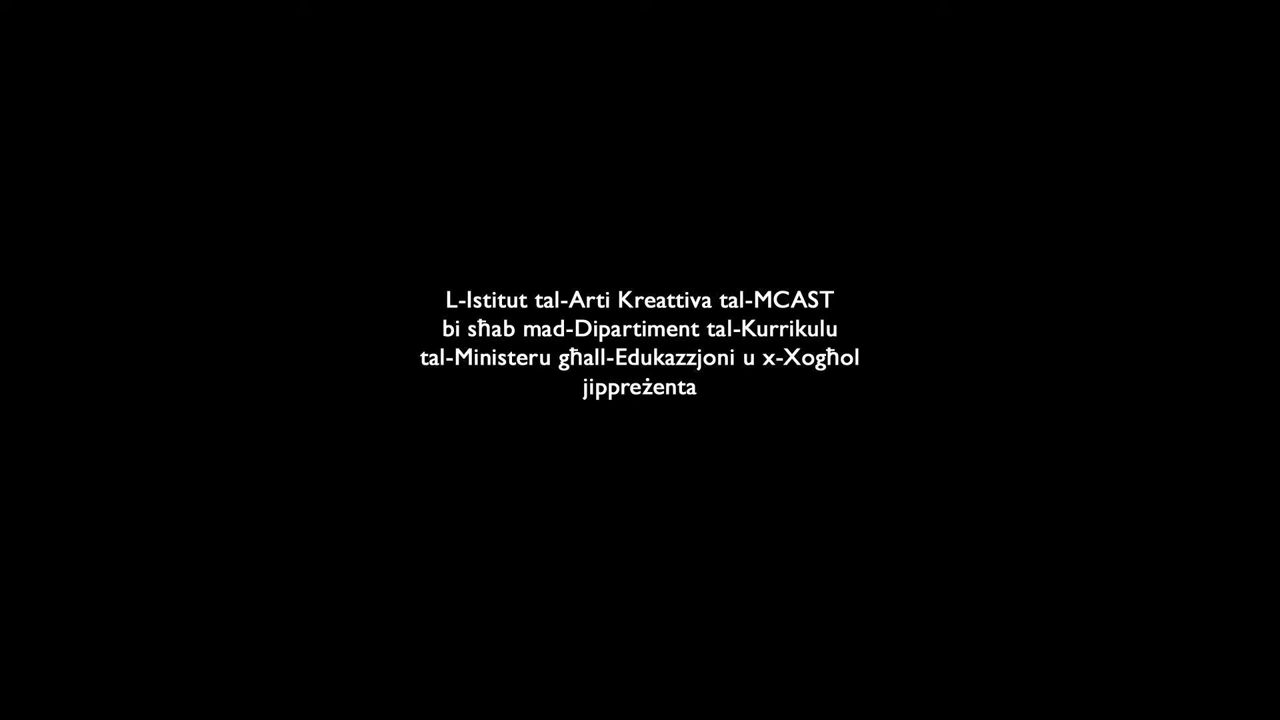 L-Istitut tal-Arti Kreattiva tal-MCAST
bi sħab mad-Dipartiment tal-Kurrikulu
tal-Ministeru għall-Edukazzjoni u x-Xogħol
jippreżenta